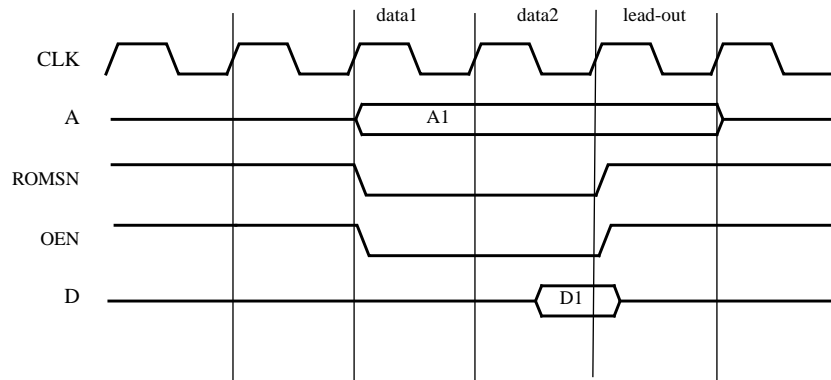 data1 data2 lead-out
CLK
A A1
ROMSN
OEN
D D1